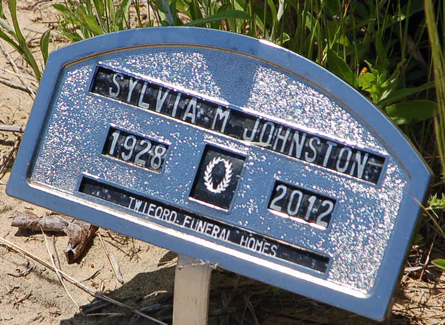 SYLVIA M JOHNSTON
1928
2012
TWIFORD FUNERAL HOMES